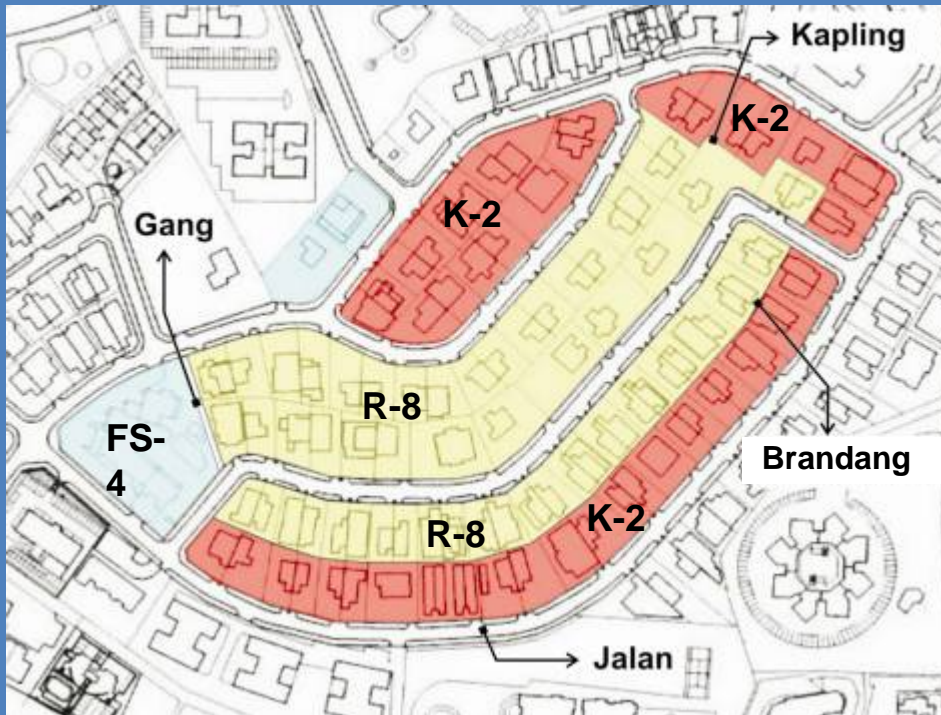 Kapling
K-2
K-2
Gang
R-8
FS-
4
Brandang
K-2
R-8
Jalan